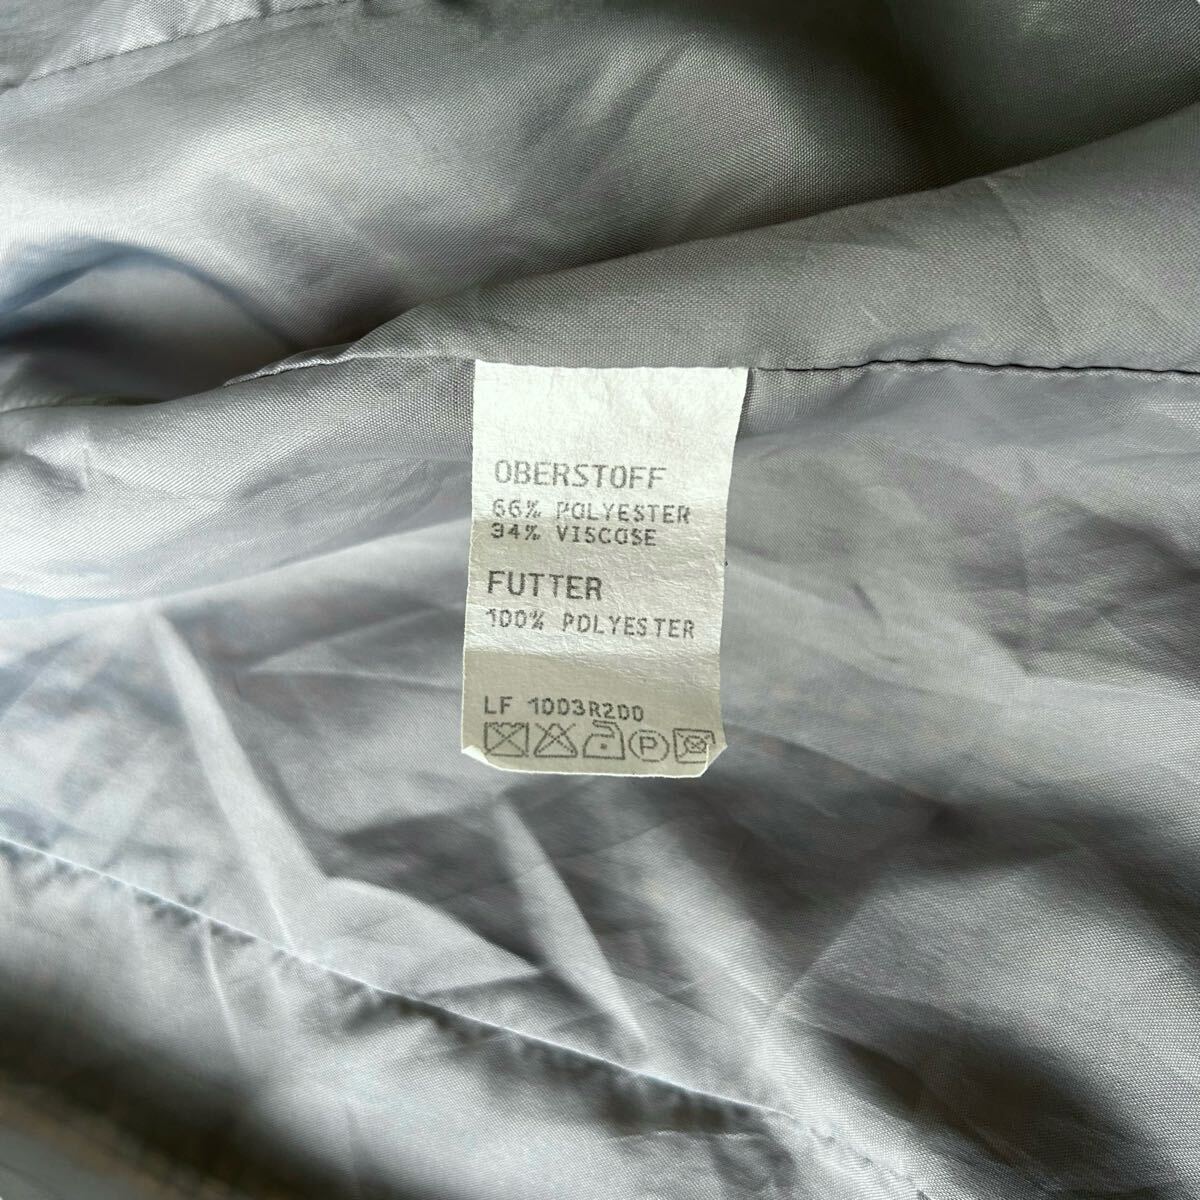 OBERSTOFF
66% POLYESTER
34% VISCOSE
FUTTER
100% POLYESTER
LF 1003R200
P